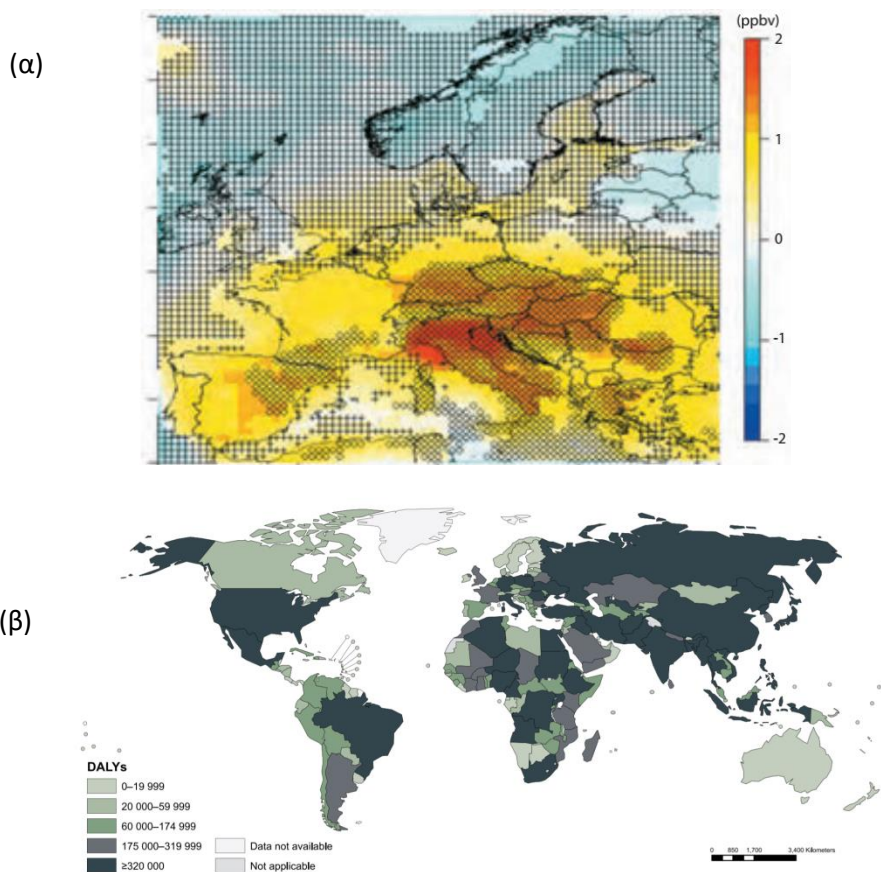 (α)
(ppbv)
2
1
0
-1
-2
(β)
DALYs
0–19 999
20 000–59 999
60 000–174 999
175 000–319 999
≥320 000
Data not available
Not applicable
0 850 1,700 3,400 Kilometers